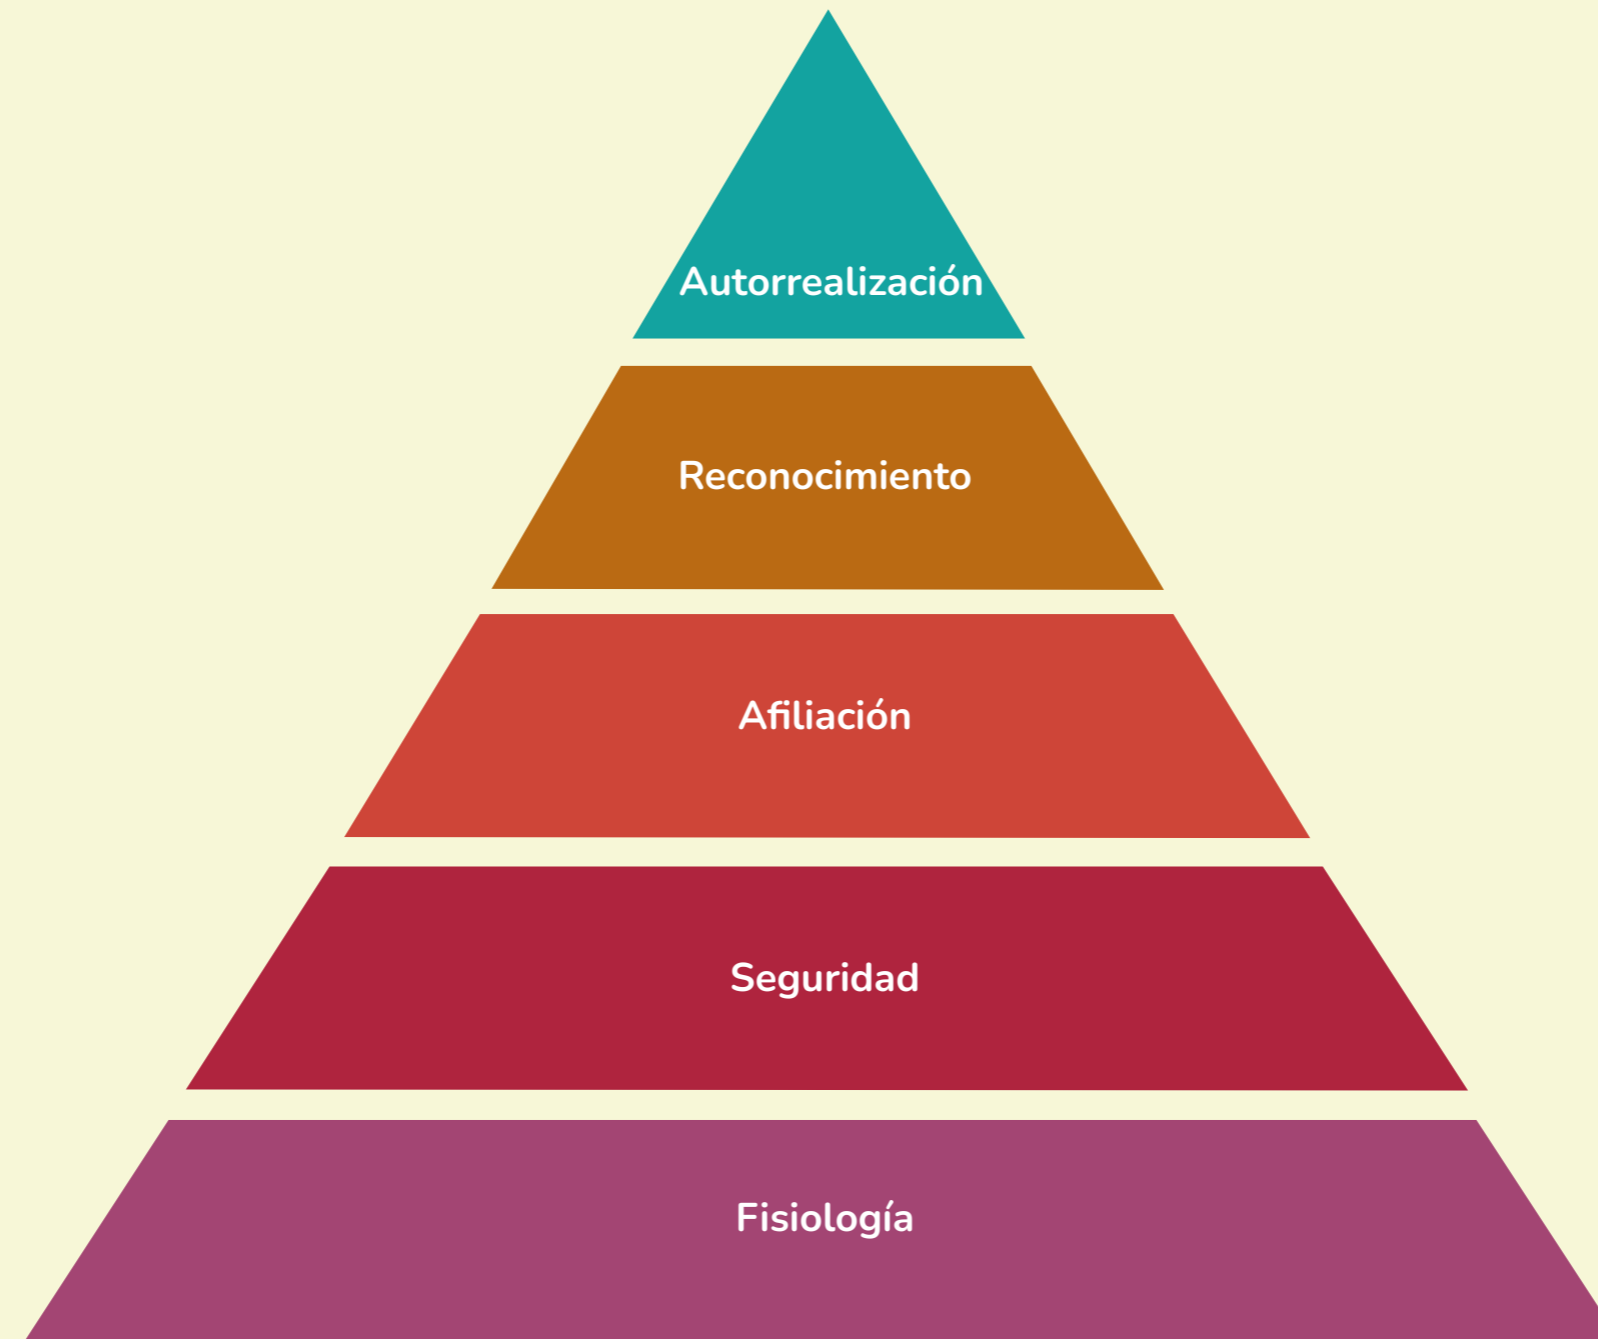 Autorrealización
Reconocimiento
Afiliación
Seguridad
Fisiología